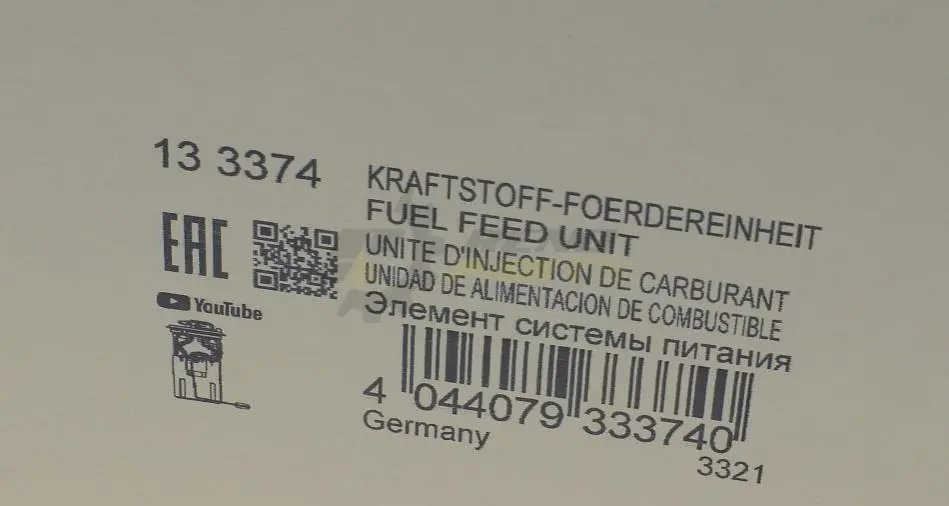 13 3374
KRAFTSTOFF-FOERDEREINHEIT
FUEL FEED UNIT
UNITE D'INJECTION DE CARBURANT
UNIDAD DE ALIMENTACION DE COMBUSTIBLE
Элемент системы питания
EAC
YouTube
4 044079 333740
Germany
3321